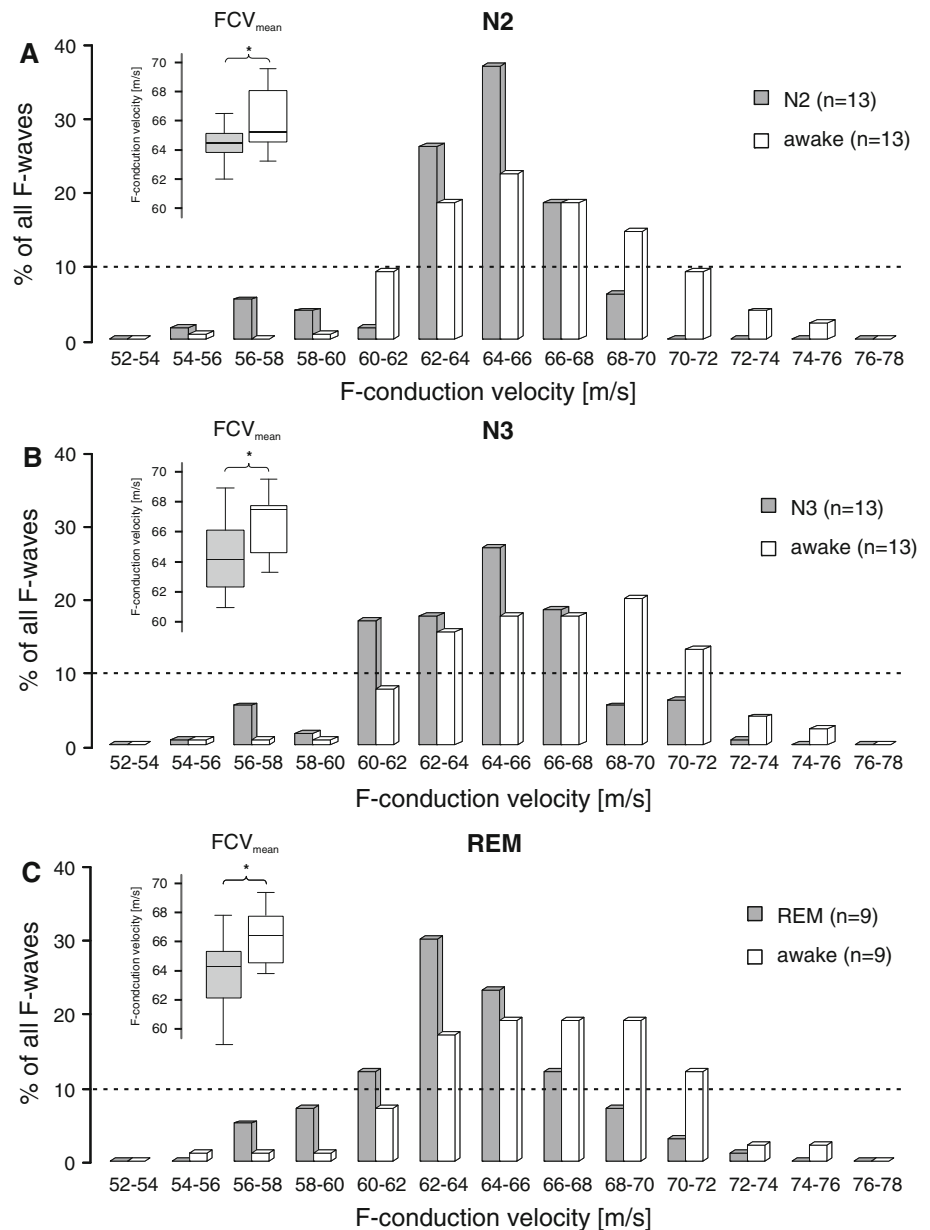 A
FCVmean
N2
*
F-condcution velocity [m/s]
70
68
66
64
62
60
% of all F-waves
40
30
20
10
0
N2 (n=13)
awake (n=13)
52-54 54-56 56-58 58-60 60-62 62-64 64-66 66-68 68-70 70-72 72-74 74-76 76-78
F-conduction velocity [m/s]
B
FCVmean
N3
*
F-condcution velocity [m/s]
70
68
66
64
62
60
% of all F-waves
40
30
20
10
0
N3 (n=13)
awake (n=13)
52-54 54-56 56-58 58-60 60-62 62-64 64-66 66-68 68-70 70-72 72-74 74-76 76-78
F-conduction velocity [m/s]
C
FCVmean
REM
*
F-condcution velocity [m/s]
70
68
66
64
62
60
% of all F-waves
40
30
20
10
0
REM (n=9)
awake (n=9)
52-54 54-56 56-58 58-60 60-62 62-64 64-66 66-68 68-70 70-72 72-74 74-76 76-78
F-conduction velocity [m/s]